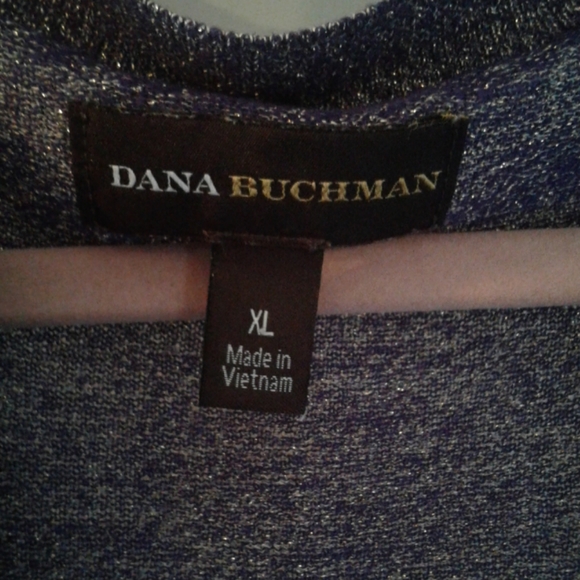 DANA BUCHMAN
XL
Made in
Vietnam